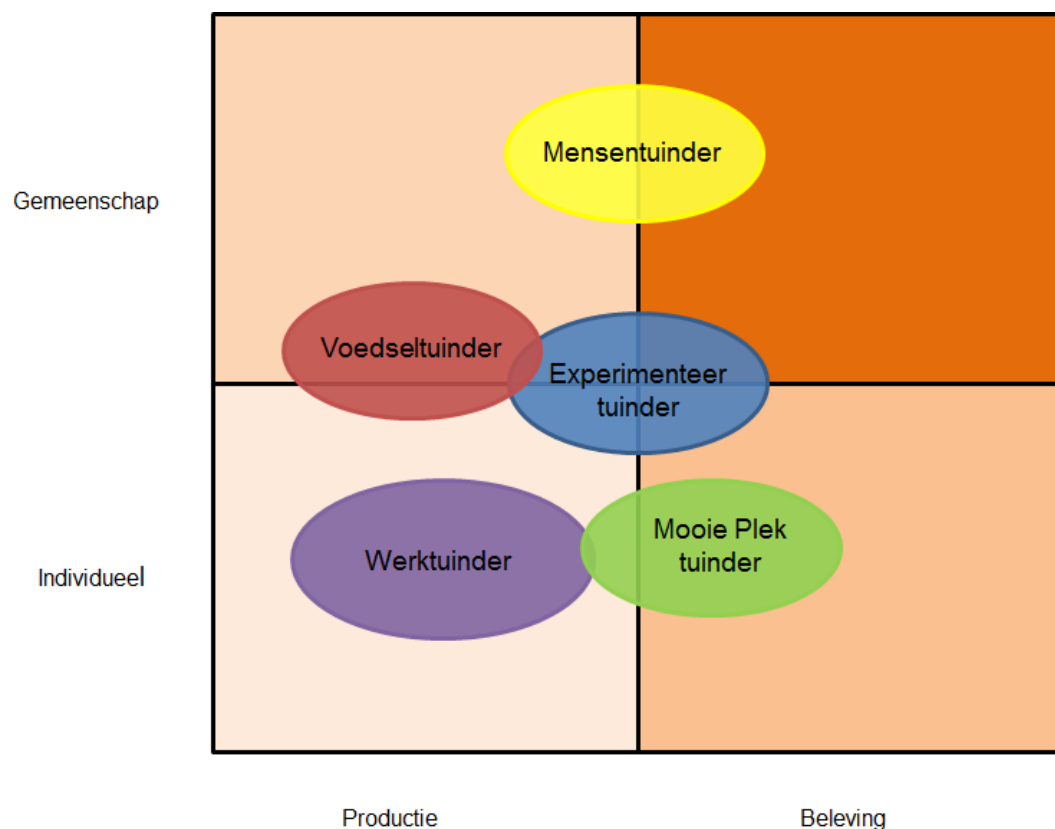 Mensentuinder
Gemeenschap
Voedseltuinder
Experimenteer
tuinder
Mooie Plek
tuinder
Werktuinder
Individueel
Productie
Beleving